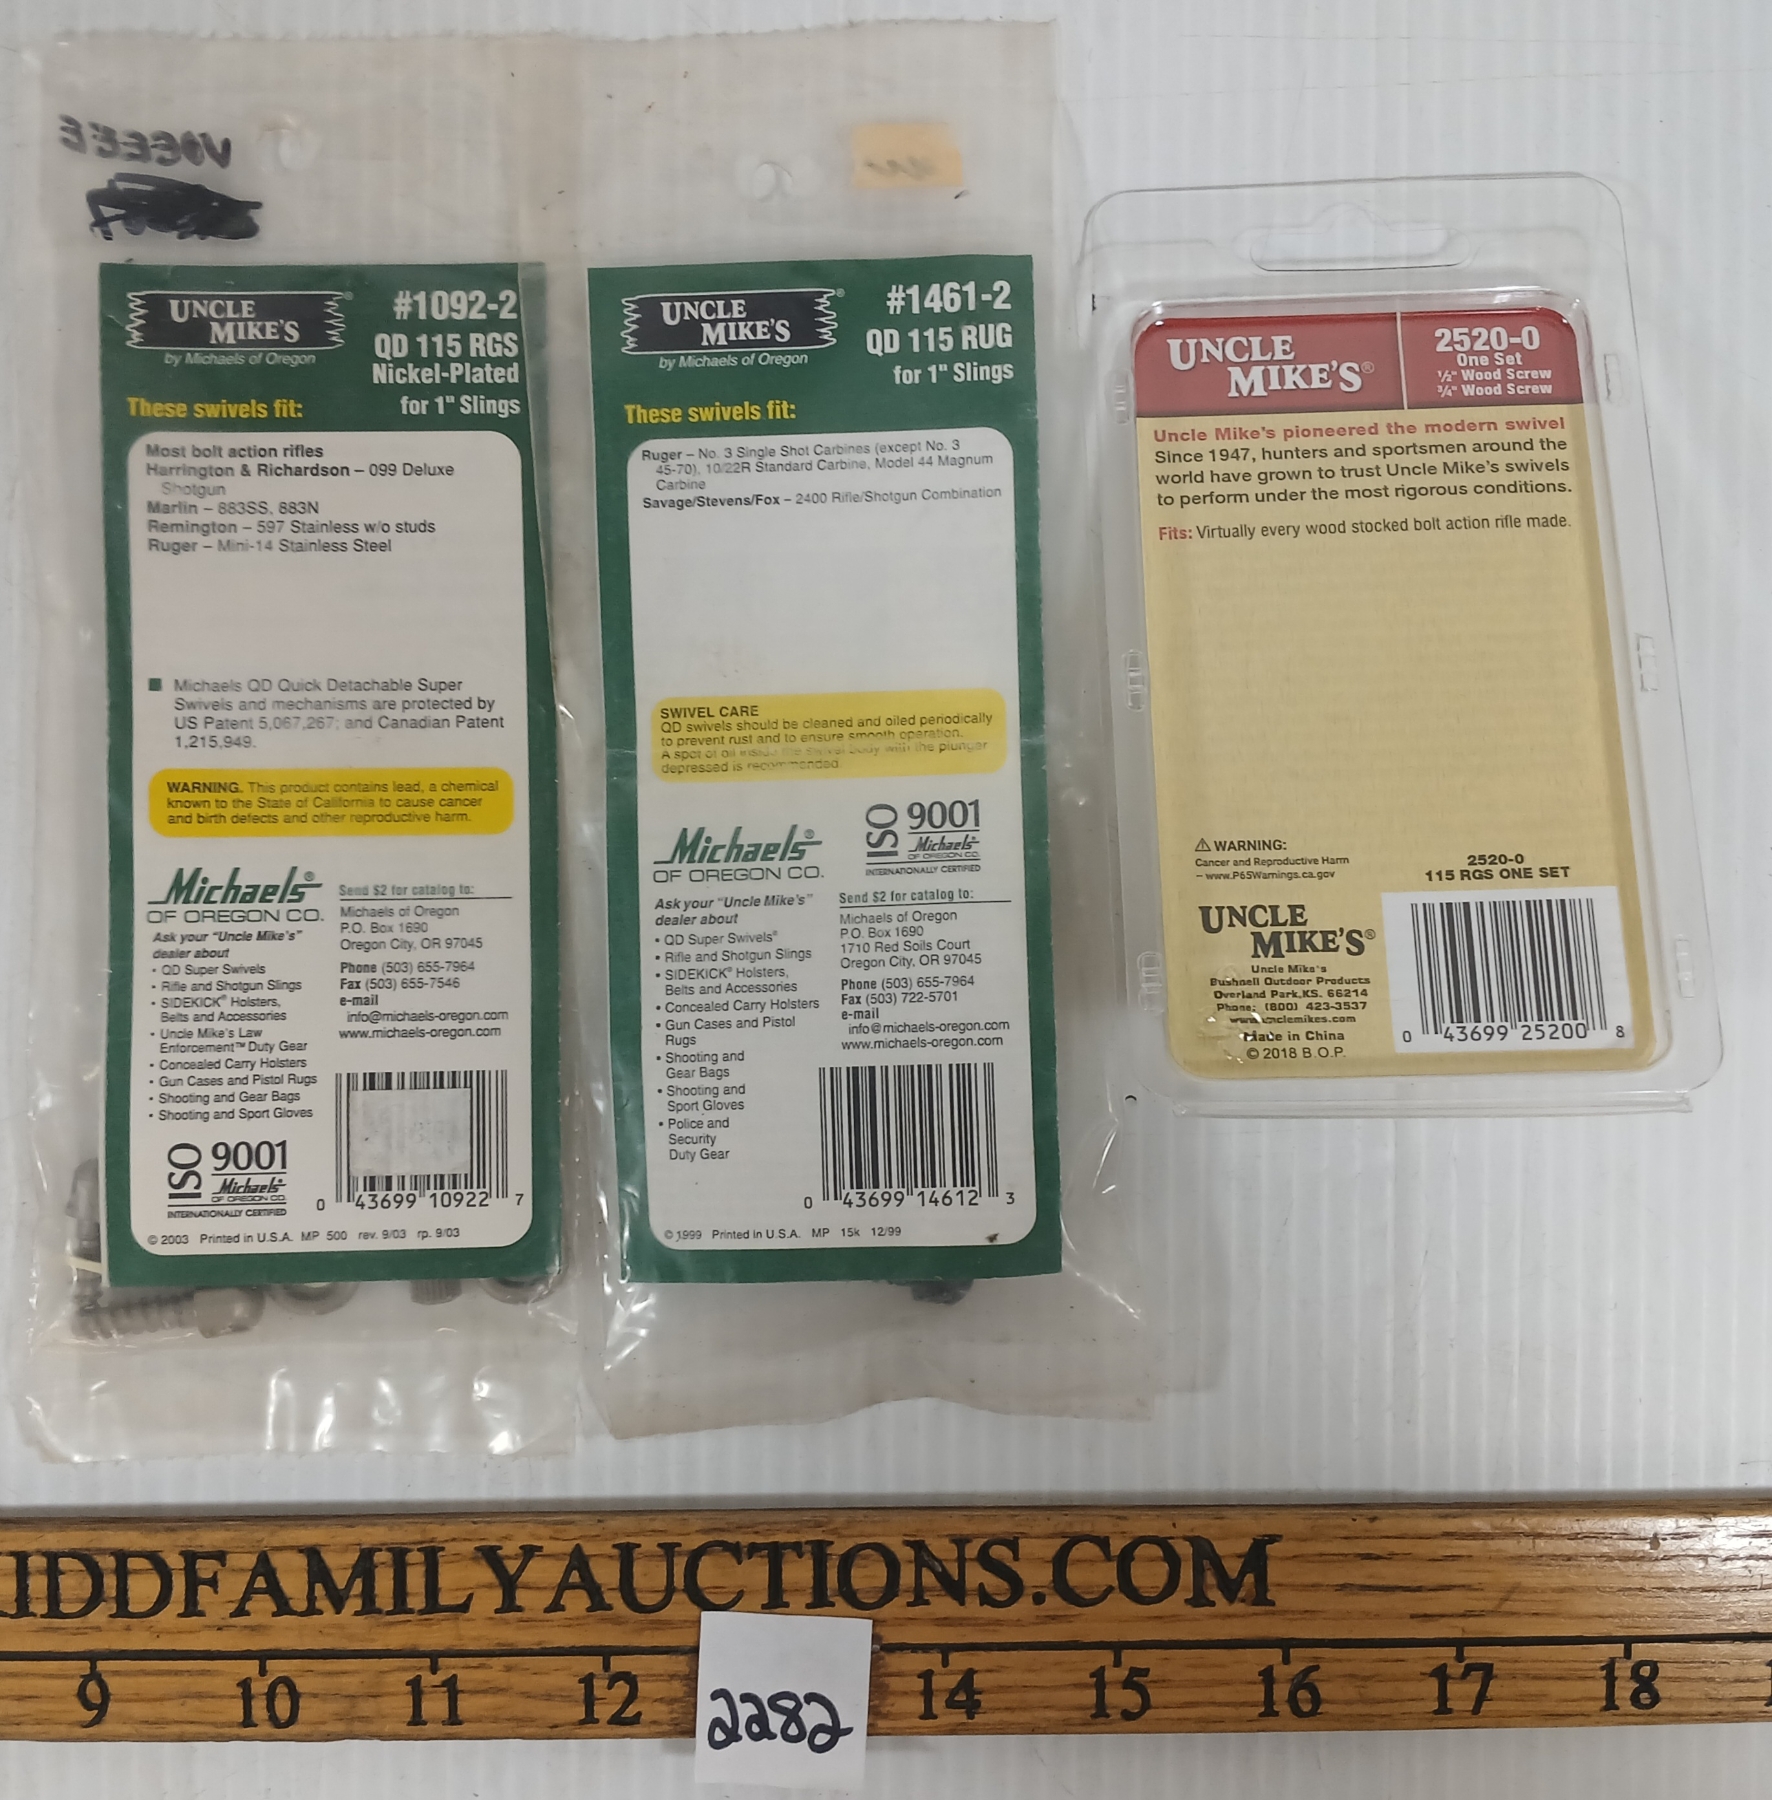 UNCLE
MIKE'S®
by Michaels of Oregon
#1092-2
QD 115 RGS
Nickel-Plated
for 1" Slings
These swivels fit:
Most bolt action rifles
Harrington & Richardson – 099 Deluxe
Shotgun
Marlin – 883SS, 883N
Remington – 597 Stainless w/o studs
Ruger – Mini-14 Stainless Steel
■ Michaels QD Quick Detachable Super
Swivels and mechanisms are protected by
US Patent 5,067,267; and Canadian Patent
1,215,949.
WARNING. This product contains lead, a chemical
known to the State of California to cause cancer
and birth defects and other reproductive harm.
Michaels®
OF OREGON CO.
Ask your "Uncle Mike's"
dealer about
• QD Super Swivels
• Rifle and Shotgun Slings
• SIDEKICK® Holsters,
Belts and Accessories
• Uncle Mike's Law
Enforcement™ Duty Gear
• Concealed Carry Holsters
• Gun Cases and Pistol Rugs
• Shooting and Gear Bags
• Shooting and Sport Gloves
Send $2 for catalog to:
Michaels of Oregon
P.O. Box 1690
Oregon City, OR 97045
Phone (503) 655-7964
Fax (503) 655-7546
e-mail
info@michaels-oregon.com
www.michaels-oregon.com
ISO 9001
Michaels
OF OREGON CO.
INTERNATIONALLY CERTIFIED
0 43699 10922 7
© 2003 Printed in U.S.A. MP 500 rev. 9/03 rp. 9/03
UNCLE
MIKE'S®
by Michaels of Oregon
#1461-2
QD 115 RUG
for 1" Slings
These swivels fit:
Ruger – No. 3 Single Shot Carbines (except No. 3
45-70), 10/22R Standard Carbine, Model 44 Magnum
Carbine
Savage/Stevens/Fox – 2400 Rifle/Shotgun Combination
SWIVEL CARE
QD swivels should be cleaned and oiled periodically
to prevent rust and to ensure smooth operation.
A spot of oil inside the swivel body with the plunger
depressed is recommended.
Michaels®
OF OREGON CO.
ISO 9001
Michaels
OF OREGON CO.
INTERNATIONALLY CERTIFIED
Ask your "Uncle Mike's"
dealer about
• QD Super Swivels®
• Rifle and Shotgun Slings
• SIDEKICK® Holsters,
Belts and Accessories
• Concealed Carry Holsters
• Gun Cases and Pistol
Rugs
• Shooting and
Gear Bags
• Shooting and
Sport Gloves
• Police and
Security
Duty Gear
Send $2 for catalog to:
Michaels of Oregon
P.O. Box 1690
1710 Red Soils Court
Oregon City, OR 97045
Phone (503) 655-7964
Fax (503) 722-5701
e-mail
info@michaels-oregon.com
www.michaels-oregon.com
0 43699 14612 3
© 1999 Printed in U.S.A. MP 15k 12/99
UNCLE
MIKE'S®
2520-0
One Set
½" Wood Screw
¾" Wood Screw
Uncle Mike's pioneered the modern swivel
Since 1947, hunters and sportsmen around the
world have grown to trust Uncle Mike's swivels
to perform under the most rigorous conditions.
Fits: Virtually every wood stocked bolt action rifle made.
⚠ WARNING:
Cancer and Reproductive Harm
– www.P65Warnings.ca.gov
2520-0
115 RGS ONE SET
UNCLE
MIKE'S®
Uncle Mike's
Bushnell Outdoor Products
Overland Park, KS. 66214
Phone: (800) 423-3537
www.unclemikes.com
Made in China
© 2018 B.O.P.
0 43699 25200 8
IDDFAMILYAUCTIONS.COM
9 10 11 12 14 15 16 17 18
2282